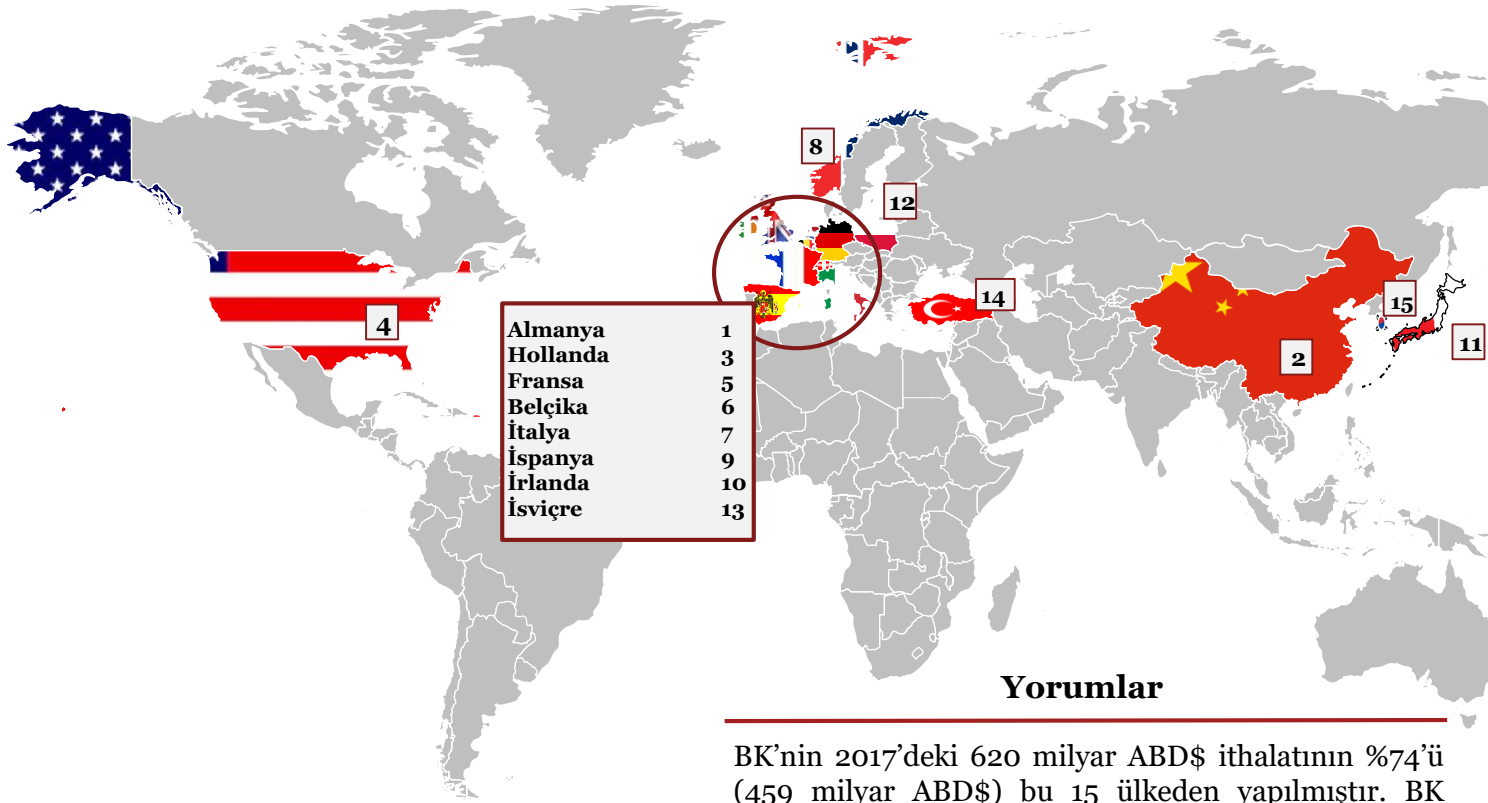 8
12
14
15
4
2
11
Almanya 1
Hollanda 3
Fransa 5
Belçika 6
İtalya 7
İspanya 9
İrlanda 10
İsviçre 13
Yorumlar
BK’nin 2017’deki 620 milyar ABD$ ithalatının %74’ü
(459 milyar ABD$) bu 15 ülkeden yapılmıştır. BK